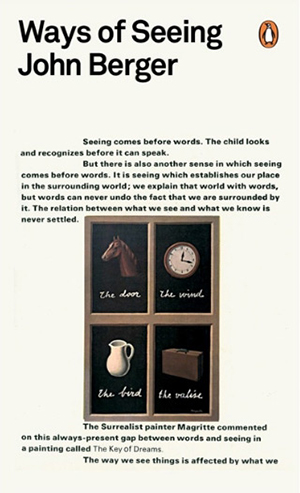 Ways of Seeing
John Berger
Seeing comes before words. The child looks
and recognizes before it can speak.
But there is also another sense in which seeing
comes before words. It is seeing which establishes our place
in the surrounding world; we explain that world with words,
but words can never undo the fact that we are surrounded by
it. The relation between what we see and what we know is
never settled.
the door
the wind
the bird
the valise
The Surrealist painter Magritte commented
on this always-present gap between words and seeing in
a painting called The Key of Dreams.
The way we see things is affected by what we